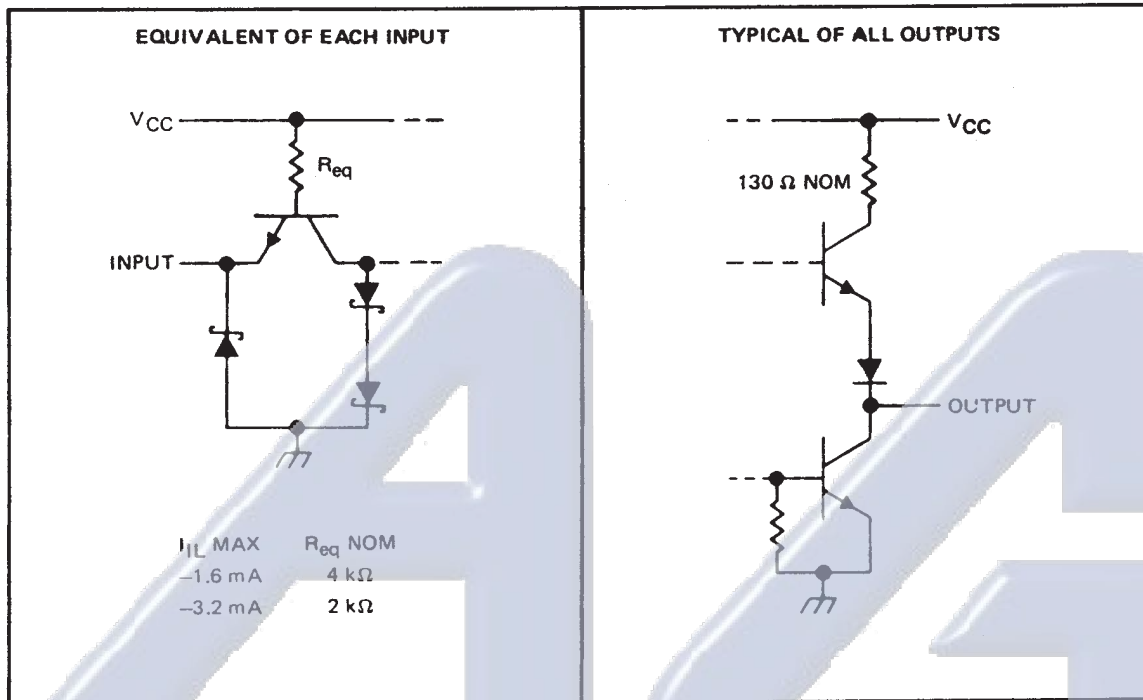 EQUIVALENT OF EACH INPUT
VCC
Req
INPUT
IIL MAX Req NOM
−1.6 mA 4 kΩ
−3.2 mA 2 kΩ
TYPICAL OF ALL OUTPUTS
VCC
130 Ω NOM
OUTPUT